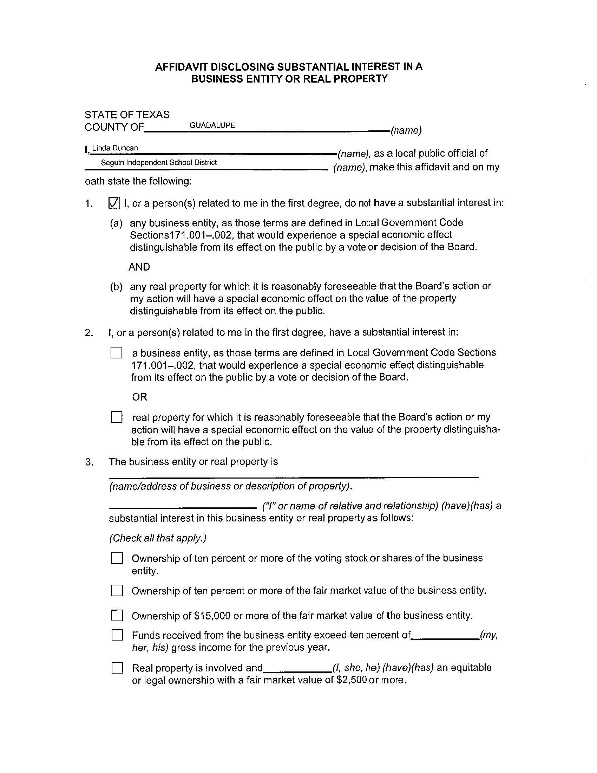 AFFIDAVIT DISCLOSING SUBSTANTIAL INTEREST IN A
BUSINESS ENTITY OR REAL PROPERTY
STATE OF TEXAS
COUNTY OF GUADALUPE (name)
I, Linda Duncan (name), as a local public official of
Seguin Independent School District (name), make this affidavit and on my
oath state the following:
1. ☑ I, or a person(s) related to me in the first degree, do not have a substantial interest in:
(a) any business entity, as those terms are defined in Local Government Code
Sections171.001–.002, that would experience a special economic effect
distinguishable from its effect on the public by a vote or decision of the Board.
AND
(b) any real property for which it is reasonably foreseeable that the Board's action or
my action will have a special economic effect on the value of the property
distinguishable from its effect on the public.
2. I, or a person(s) related to me in the first degree, have a substantial interest in:
☐ a business entity, as those terms are defined in Local Government Code Sections
171.001–.002, that would experience a special economic effect distinguishable
from its effect on the public by a vote or decision of the Board.
OR
☐ real property for which it is reasonably foreseeable that the Board's action or my
action will have a special economic effect on the value of the property distinguisha-
ble from its effect on the public.
3. The business entity or real property is
(name/address of business or description of property).
("I" or name of relative and relationship) (have)(has) a
substantial interest in this business entity or real property as follows:
(Check all that apply.)
☐ Ownership of ten percent or more of the voting stock or shares of the business
entity.
☐ Ownership of ten percent or more of the fair market value of the business entity.
☐ Ownership of $15,000 or more of the fair market value of the business entity.
☐ Funds received from the business entity exceed ten percent of (my,
her, his) gross income for the previous year.
☐ Real property is involved and (I, she, he) (have)(has) an equitable
or legal ownership with a fair market value of $2,500 or more.